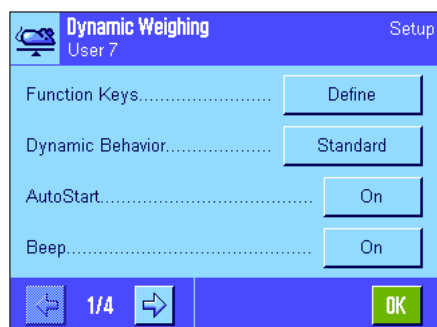 Dynamic Weighing Setup
User 7
Function Keys........................ Define
Dynamic Behavior................... Standard
AutoStart...................................... On
Beep............................................ On
1/4 OK